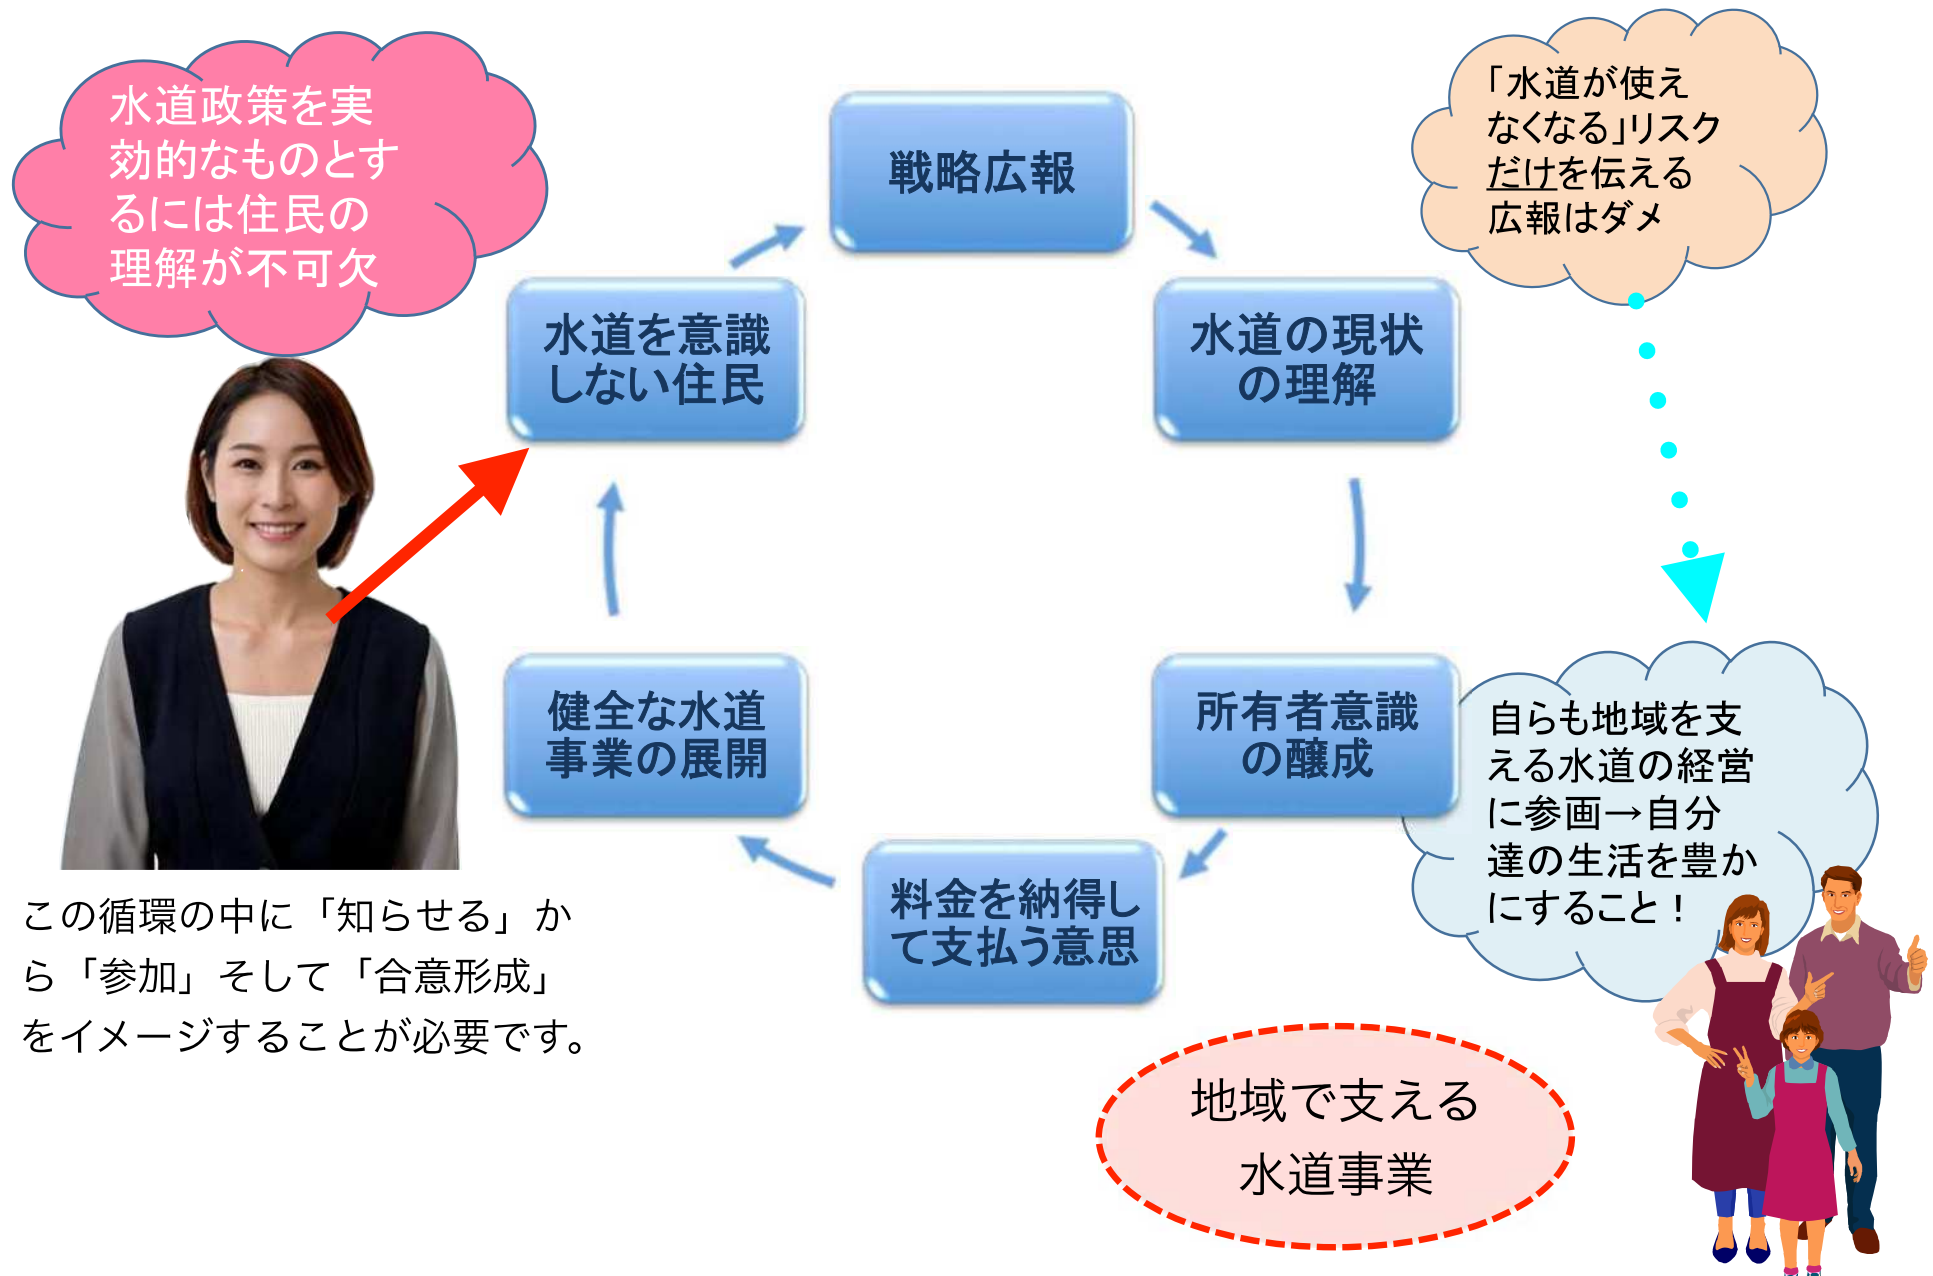 水道政策を実
効的なものとす
るには住民の
理解が不可欠
戦略広報
「水道が使え
なくなる」リスク
だけを伝える
広報はダメ
水道を意識
しない住民
水道の現状
の理解
健全な水道
事業の展開
所有者意識
の醸成
自らも地域を支
える水道の経営
に参画→自分
達の生活を豊か
にすること！
料金を納得し
て支払う意思
この循環の中に「知らせる」か
ら「参加」そして「合意形成」
をイメージすることが必要です。
地域で支える
水道事業